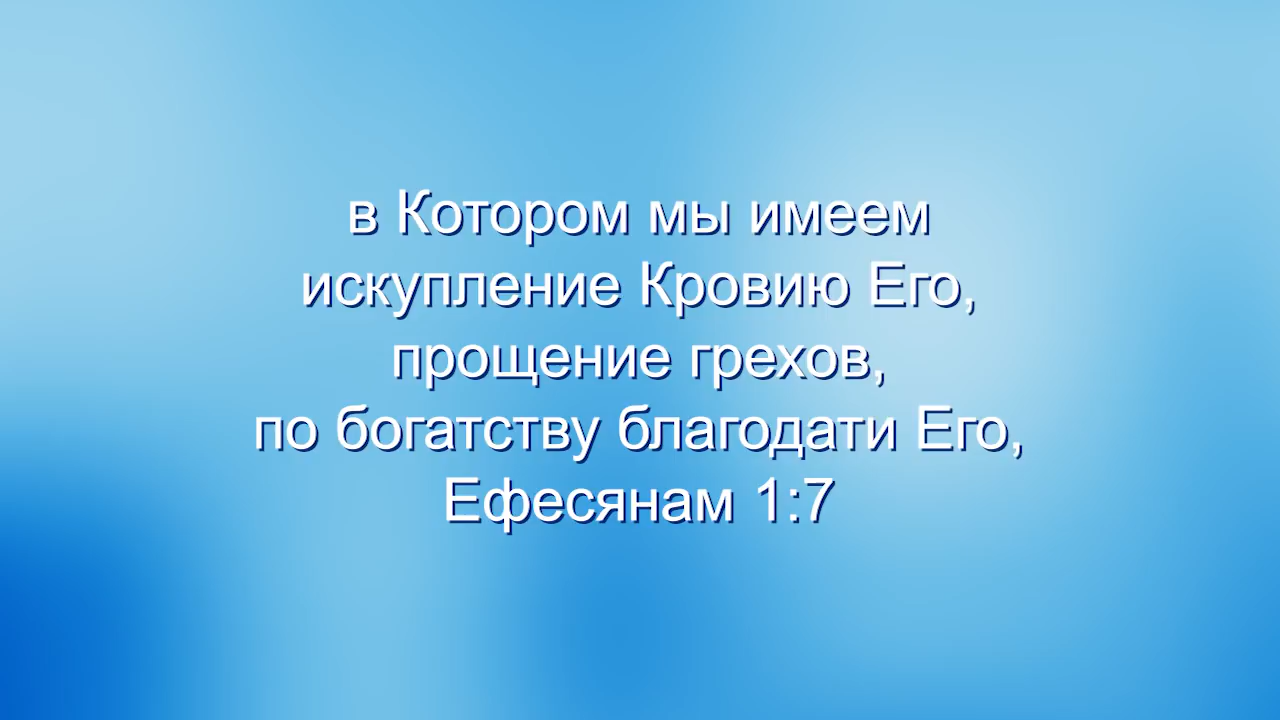 в Котором мы имеем
искупление Кровию Его,
прощение грехов,
по богатству благодати Его,
Ефесянам 1:7